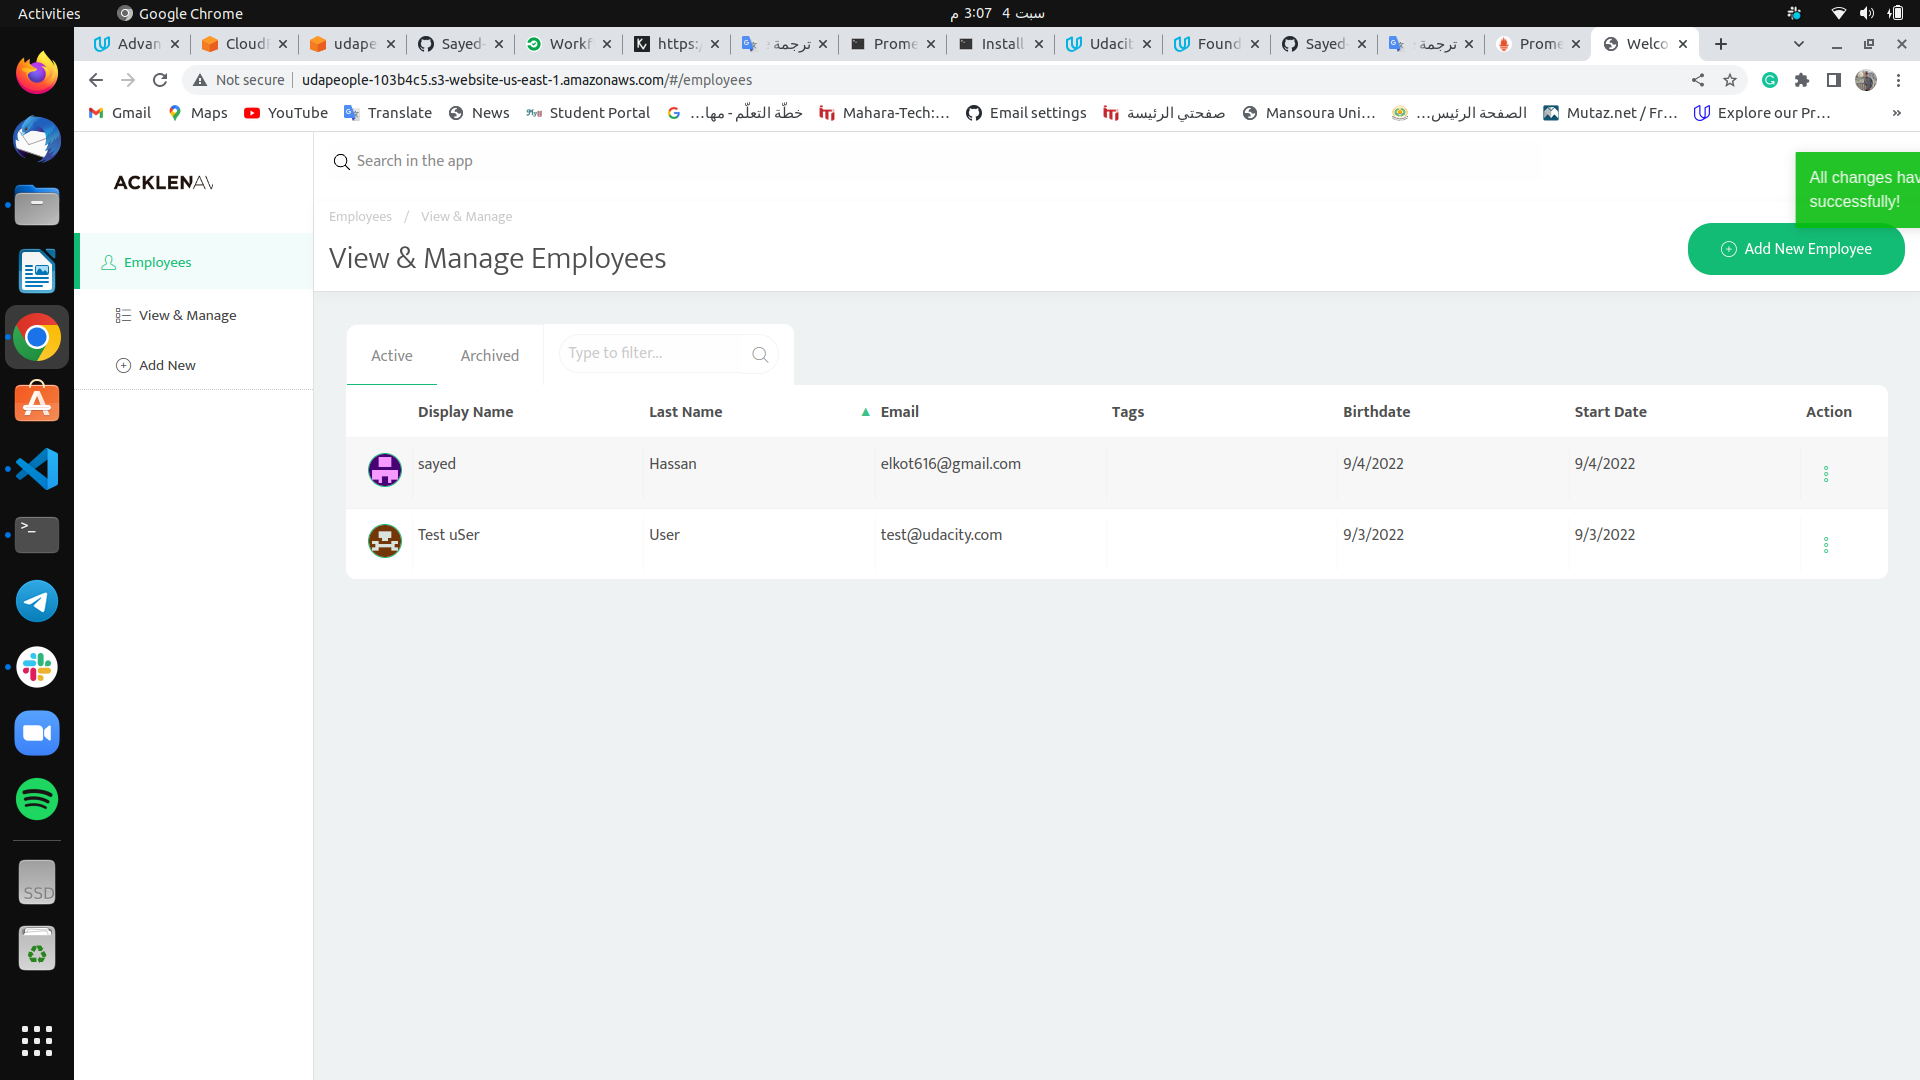 Activities
Google Chrome
سبت 4 3:07 م
Advan
CloudF
udape
Sayed-
Workf
https:/
ترجمة
Prome
Install
Udacit
Found
Sayed-
ترجمة
Prome
Welco
Not secure
udapeople-103b4c5.s3-website-us-east-1.amazonaws.com/#/employees
Gmail
Maps
YouTube
Translate
News
Student Portal
خطّة التعلّم - مها...
Mahara-Tech:...
Email settings
صفحتي الرئيسة
Mansoura Uni...
الصفحة الرئيس...
Mutaz.net / Fr...
Explore our Pr...
»
ACKLENAV
Search in the app
All changes hav
successfully!
Employees / View & Manage
View & Manage Employees
Add New Employee
Employees
View & Manage
Add New
Active
Archived
Type to filter...
Display Name Last Name ▲ Email Tags Birthdate Start Date Action
sayed Hassan elkot616@gmail.com 9/4/2022 9/4/2022
Test uSer User test@udacity.com 9/3/2022 9/3/2022
SSD